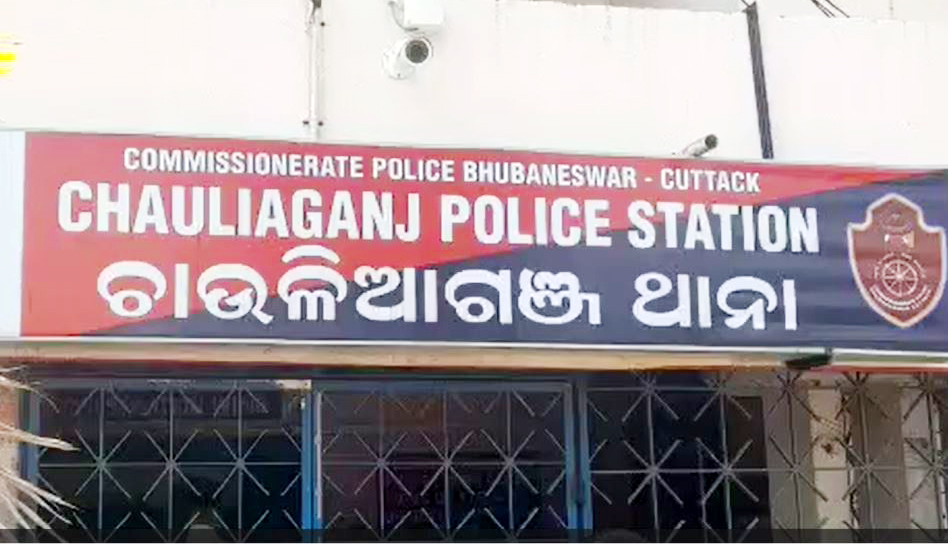 COMMISSIONERATE POLICE BHUBANESWAR - CUTTACK
CHAULIAGANJ POLICE STATION
ଚାଉଳିଆଗଞ୍ଜ ଥାନା